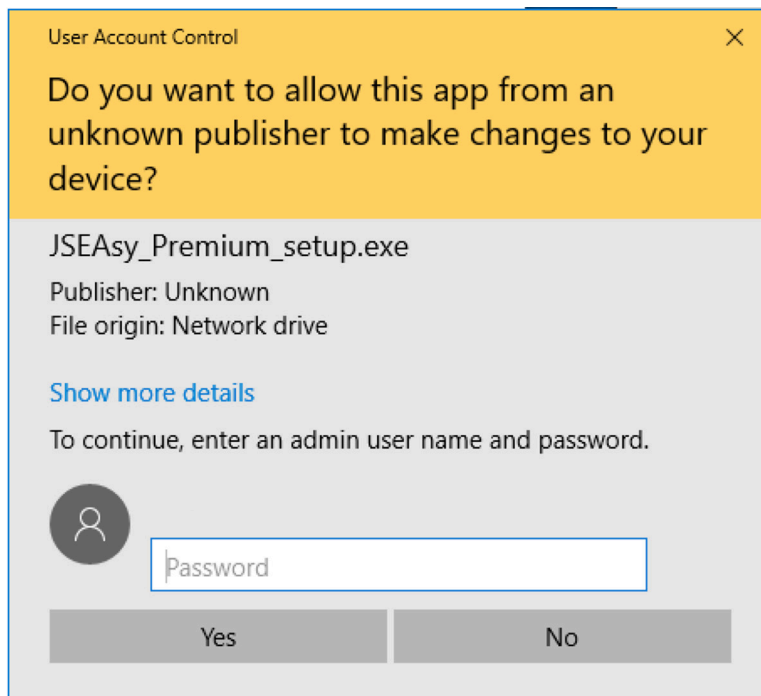 User Account Control
Do you want to allow this app from an
unknown publisher to make changes to your
device?
JSEAsy_Premium_setup.exe
Publisher: Unknown
File origin: Network drive
Show more details
To continue, enter an admin user name and password.
Password
Yes
No